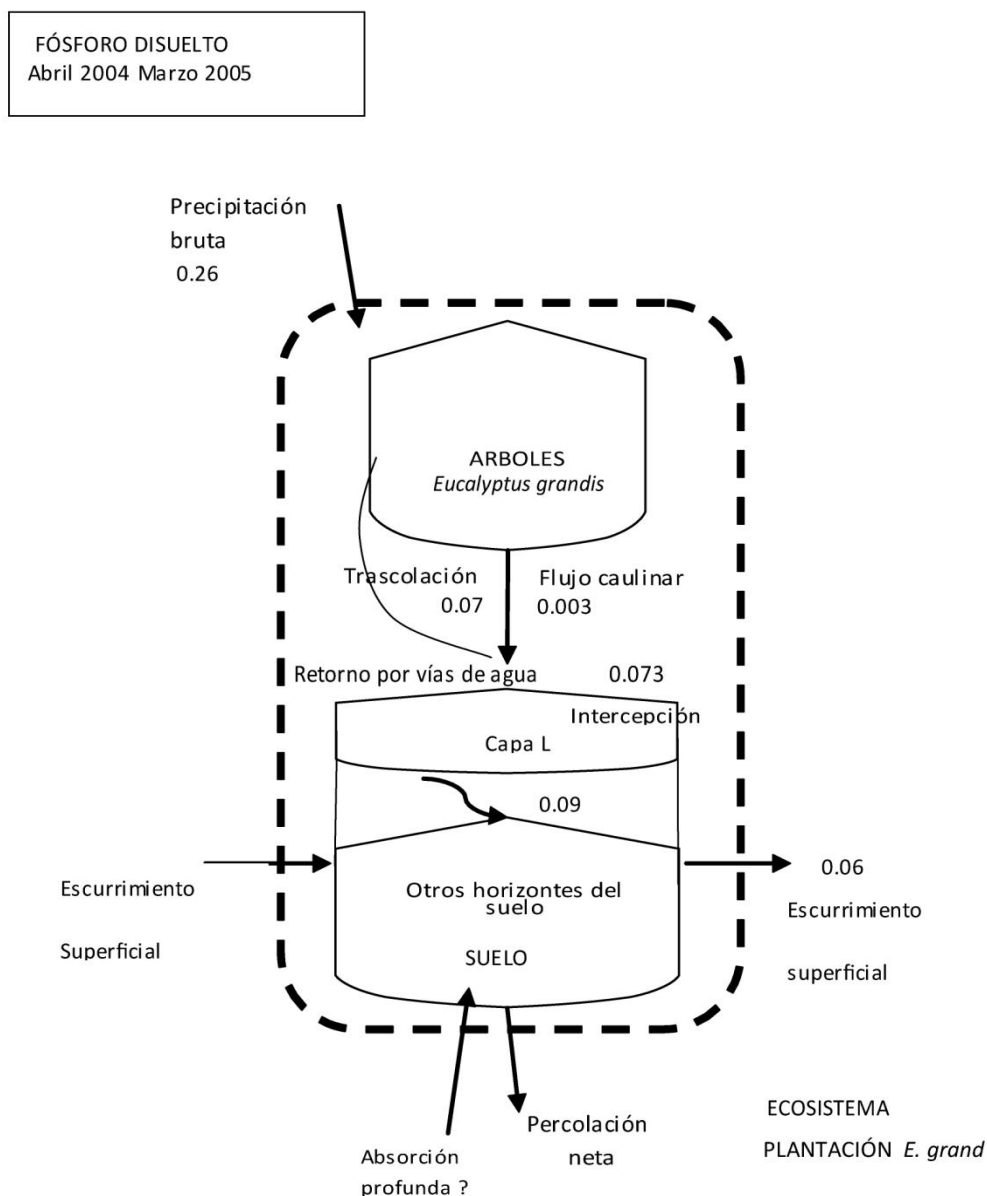 FÓSFORO DISUELTO
Abril 2004 Marzo 2005
Precipitación
bruta
0.26
ARBOLES
Eucalyptus grandis
Trascolación
0.07
Flujo caulinar
0.003
Retorno por vías de agua 0.073
Intercepción
Capa L
0.09
Escurrimiento
Superficial
Otros horizontes del
suelo
SUELO
0.06
Escurrimiento
superficial
Percolación
neta
Absorción
profunda ?
ECOSISTEMA
PLANTACIÓN E. grand